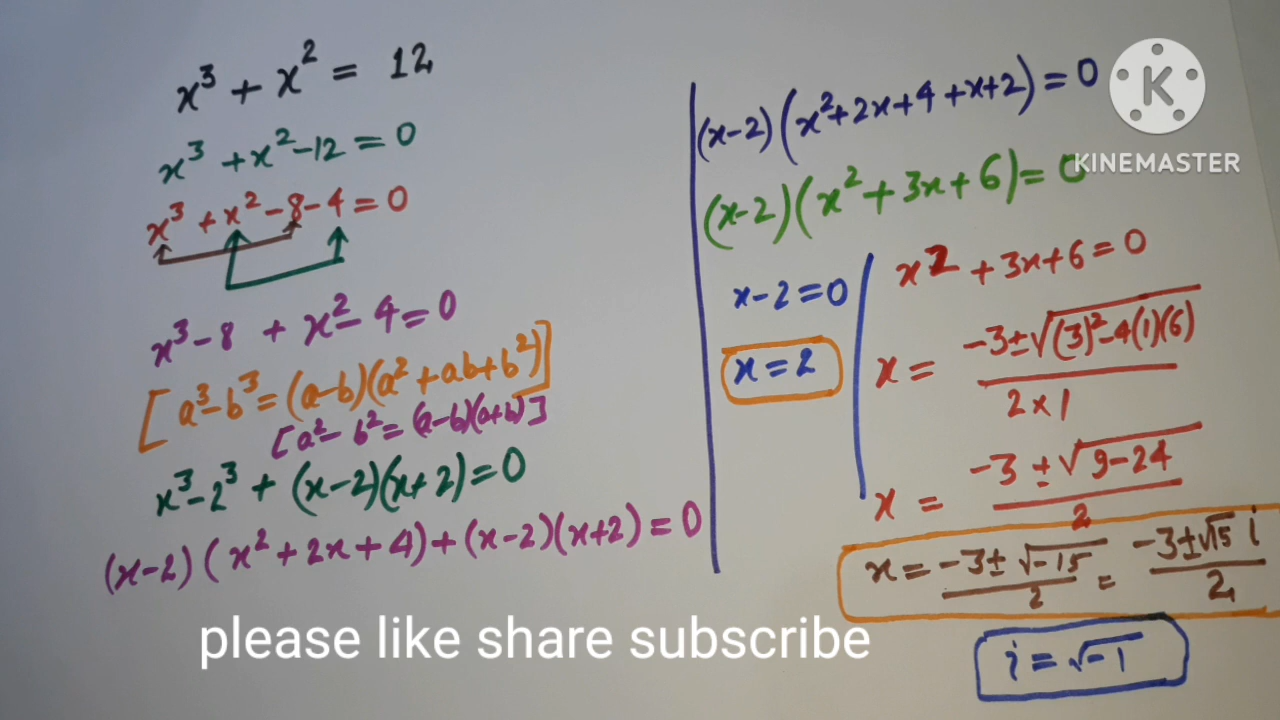 x³ + x² = 12
x³ + x² - 12 = 0
x³ + x² - 8 - 4 = 0
x³ - 8 + x² - 4 = 0
[a³ - b³ = (a-b)(a² + ab + b²)]
[a² - b² = (a-b)(a+b)]
x³ - 2³ + (x-2)(x+2) = 0
(x-2)(x² + 2x + 4) + (x-2)(x+2) = 0
(x-2)(x² + 2x + 4 + x + 2) = 0
(x-2)(x² + 3x + 6) = 0
x - 2 = 0
x = 2
x² + 3x + 6 = 0
x = (-3 ± √((3)² - 4(1)(6))) / (2 × 1)
x = (-3 ± √(9 - 24)) / 2
x = (-3 ± √-15) / 2 = (-3 ± √15 i) / 2
i = √-1
K
KINEMASTER
please like share subscribe